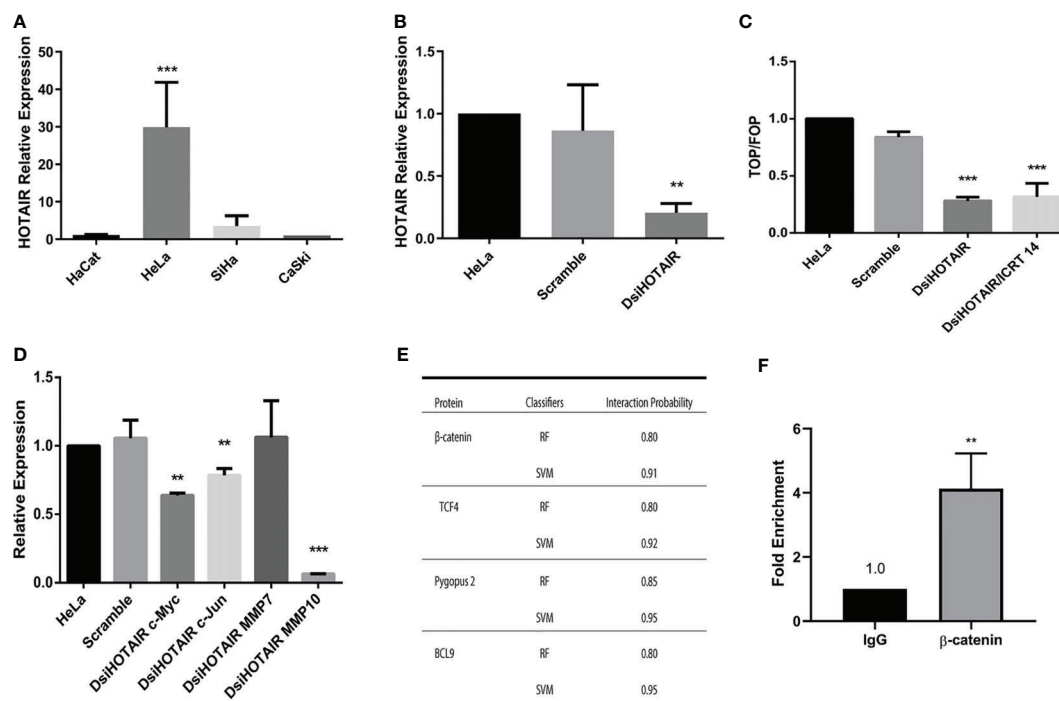 A
HOTAIR Relative Expression
50
40
30
20
10
0
***
HaCat
HeLa
SiHa
CaSki
B
HOTAIR Relative Expression
1.5
1.0
0.5
0.0
**
HeLa
Scramble
DsiHOTAIR
C
TOP/FOP
1.5
1.0
0.5
0.0
***
***
HeLa
Scramble
DsiHOTAIR
DsiHOTAIR/ICRT 14
D
Relative Expression
1.5
1.0
0.5
0.0
**
**
***
HeLa
Scramble
DsiHOTAIR c-Myc
DsiHOTAIR c-Jun
DsiHOTAIR MMP7
DsiHOTAIR MMP10
E
Protein Classifiers Interaction Probability
β-catenin RF 0.80
SVM 0.91
TCF4 RF 0.80
SVM 0.92
Pygopus 2 RF 0.85
SVM 0.95
BCL9 RF 0.80
SVM 0.95
F
Fold Enrichment
6
4
2
0
1.0
**
IgG
β-catenin